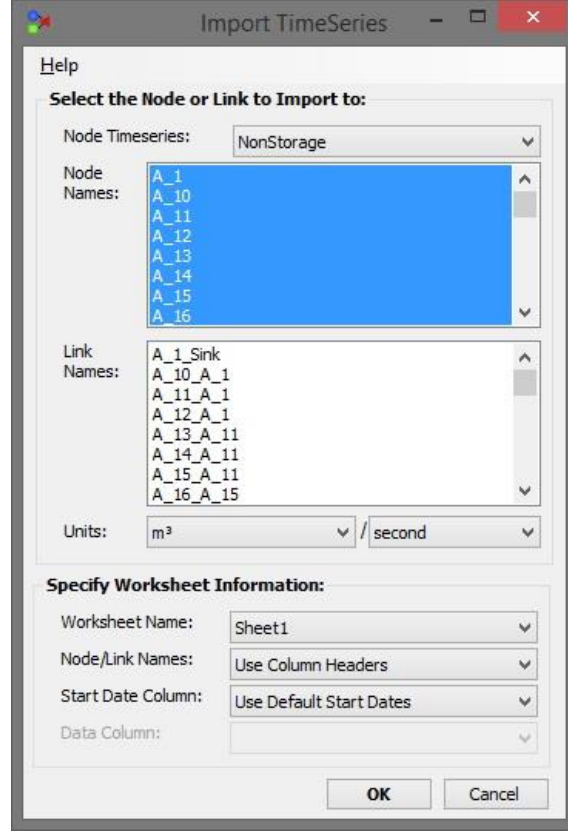 Import TimeSeries
Help
Select the Node or Link to Import to:
Node Timeseries: NonStorage
Node Names:
A_1
A_10
A_11
A_12
A_13
A_14
A_15
A_16
Link Names:
A_1_Sink
A_10_A_1
A_11_A_1
A_12_A_1
A_13_A_11
A_14_A_11
A_15_A_11
A_16_A_15
Units: m³ / second
Specify Worksheet Information:
Worksheet Name: Sheet1
Node/Link Names: Use Column Headers
Start Date Column: Use Default Start Dates
Data Column:
OK Cancel